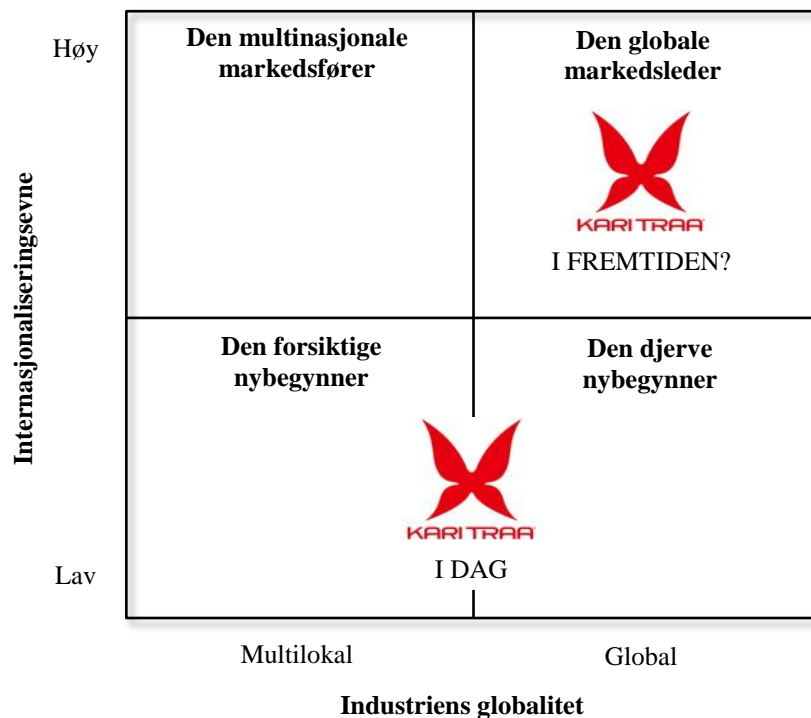 Høy
Den multinasjonale
markedsfører
Den globale
markedsleder
KARI TRAA
I FREMTIDEN?
Internasjonaliseringsevne
Den forsiktige
nybegynner
Den djerve
nybegynner
KARI TRAA
I DAG
Lav
Multilokal
Global
Industriens globalitet